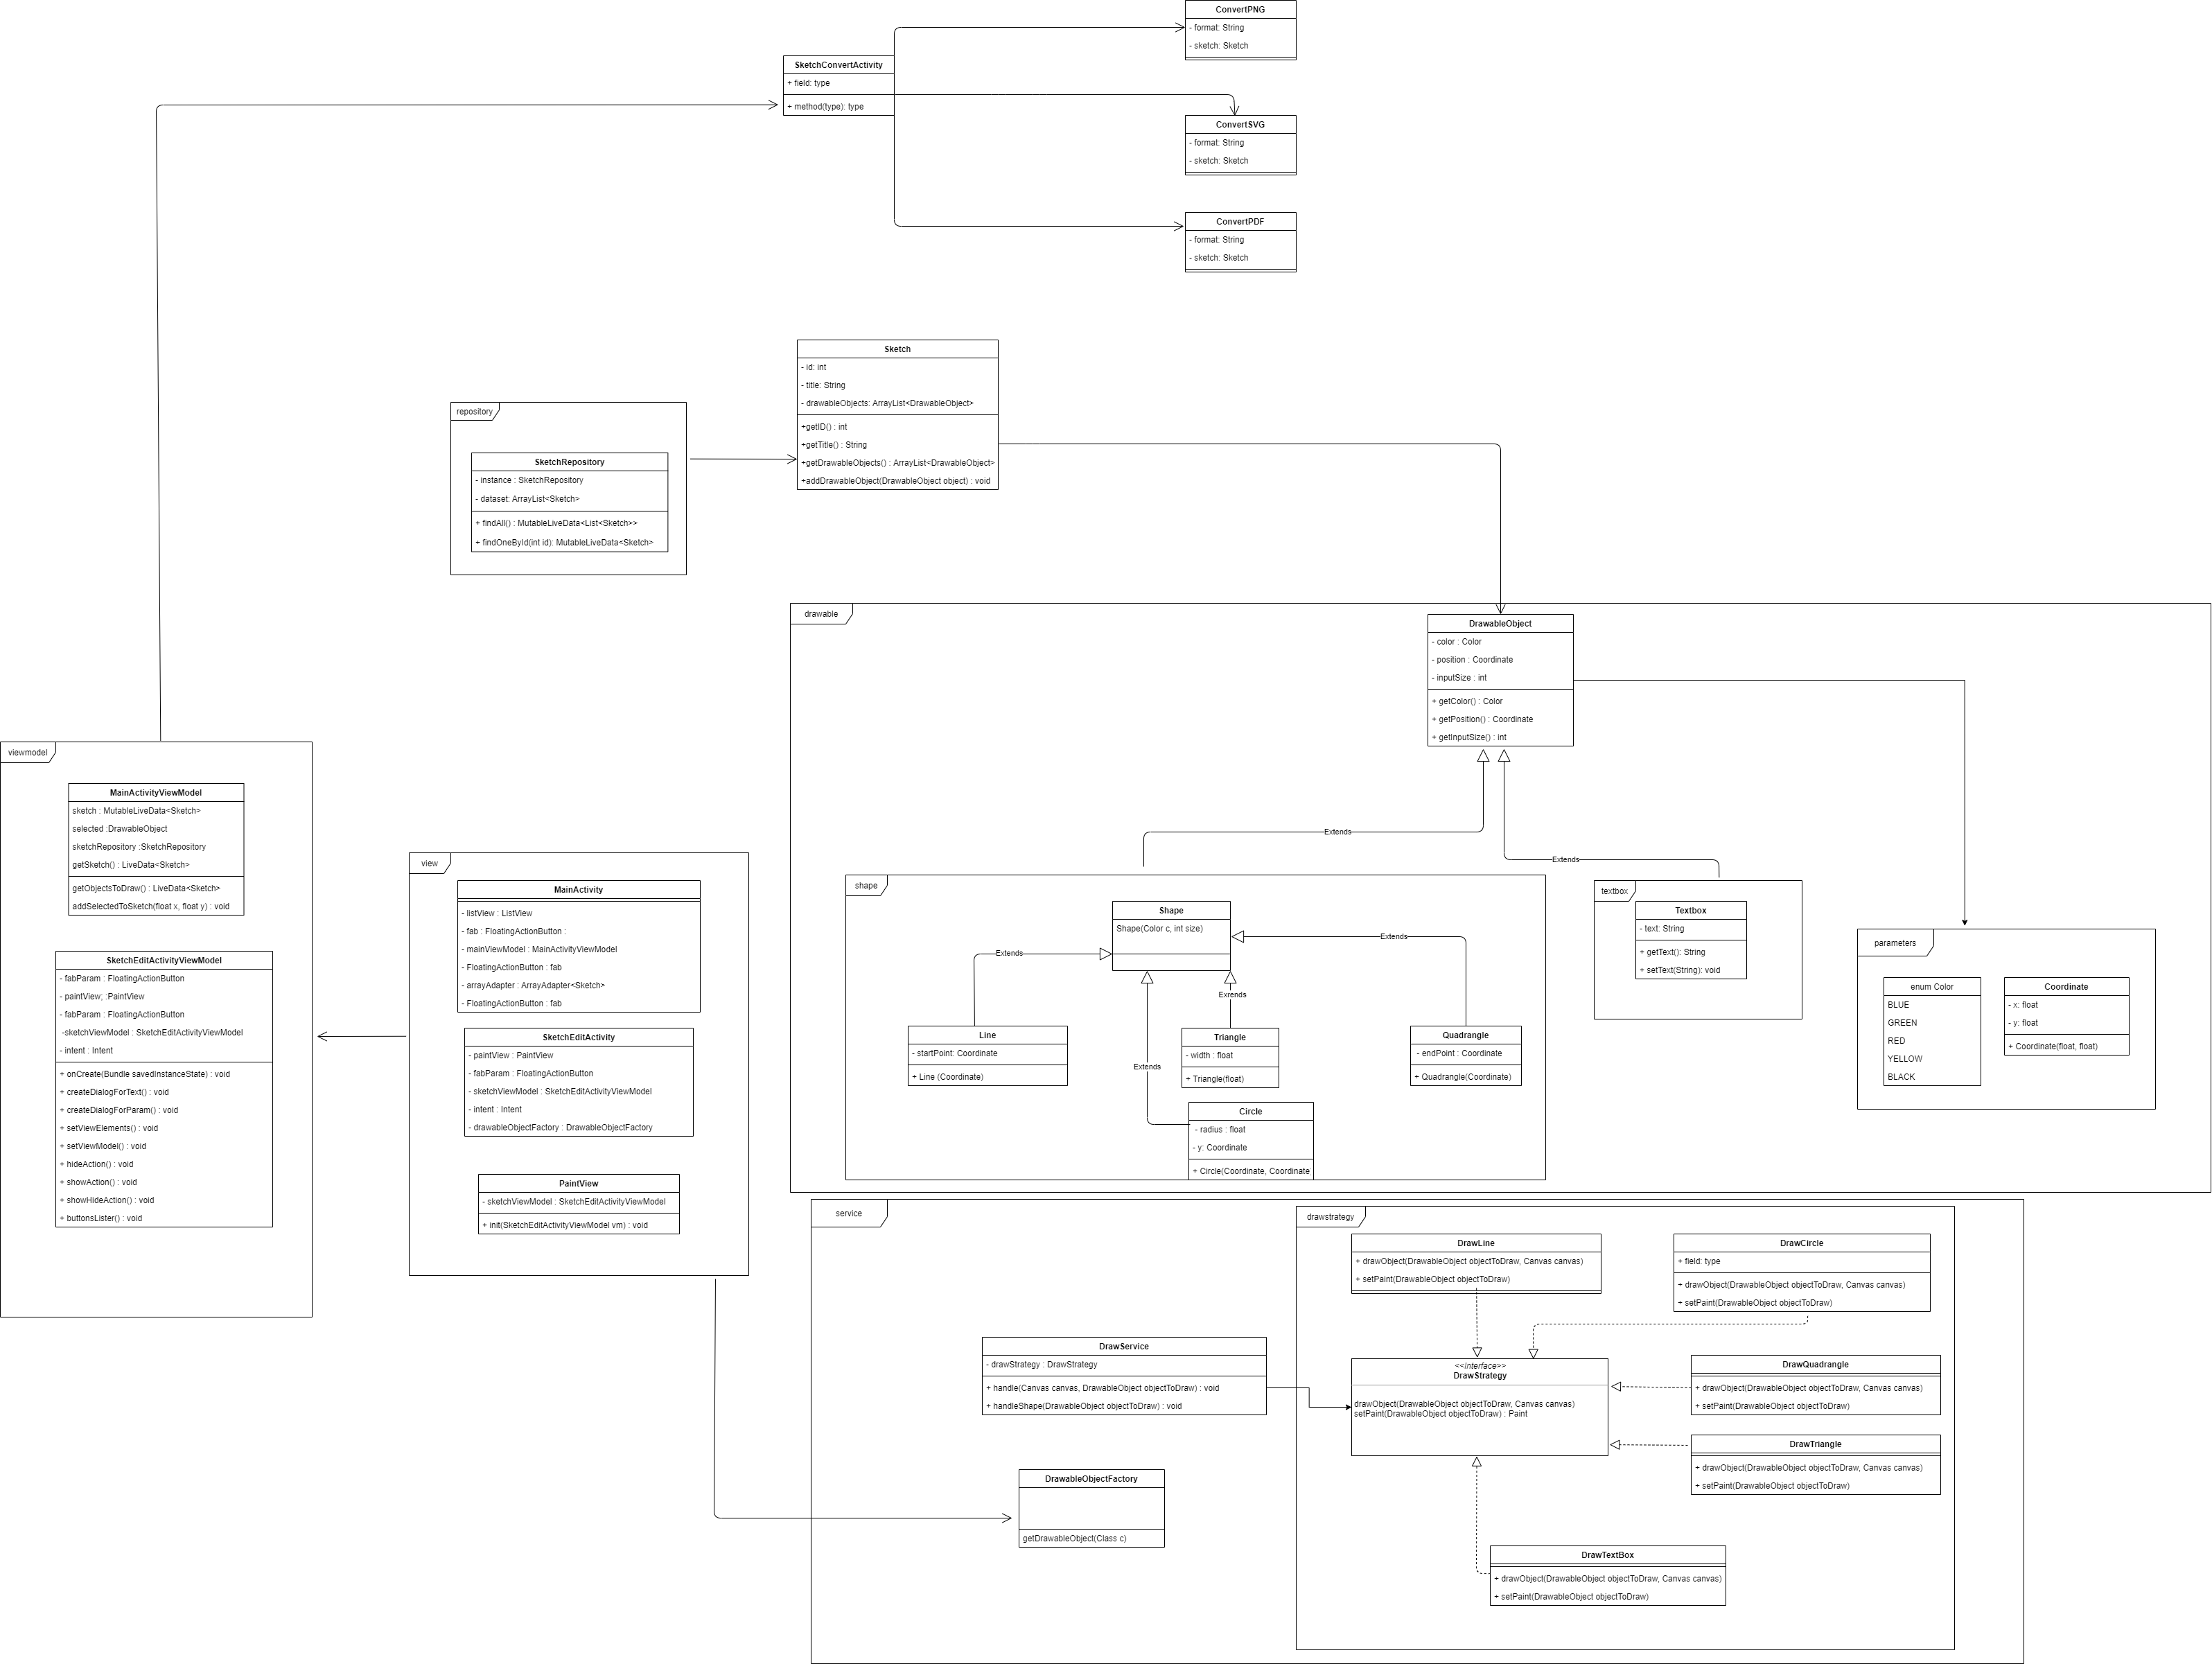 ConvertPNG
- format: String
- sketch: Sketch
SketchConvertActivity
+ field: type
+ method(type): type
ConvertSVG
- format: String
- sketch: Sketch
ConvertPDF
- format: String
- sketch: Sketch
Sketch
- id: int
- title: String
- drawableObjects: ArrayList<DrawableObject>
+getID() : int
+getTitle() : String
+getDrawableObjects() : ArrayList<DrawableObject>
+addDrawableObject(DrawableObject object) : void
repository
SketchRepository
- instance : SketchRepository
- dataset: ArrayList<Sketch>
+ findAll() : MutableLiveData<List<Sketch>>
+ findOneById(int id): MutableLiveData<Sketch>
drawable
DrawableObject
- color : Color
- position : Coordinate
- inputSize : int
+ getColor() : Color
+ getPosition() : Coordinate
+ getInputSize() : int
Extends
Extends
viewmodel
MainActivityViewModel
sketch : MutableLiveData<Sketch>
selected :DrawableObject
sketchRepository :SketchRepository
getSketch() : LiveData<Sketch>
getObjectsToDraw() : LiveData<Sketch>
addSelectedToSketch(float x, float y) : void
SketchEditActivityViewModel
- fabParam : FloatingActionButton
- paintView; :PaintView
- fabParam : FloatingActionButton
-sketchViewModel : SketchEditActivityViewModel
- intent : Intent
+ onCreate(Bundle savedInstanceState) : void
+ createDialogForText() : void
+ createDialogForParam() : void
+ setViewElements() : void
+ setViewModel() : void
+ hideAction() : void
+ showAction() : void
+ showHideAction() : void
+ buttonsLister() : void
view
MainActivity
- listView : ListView
- fab : FloatingActionButton :
- mainViewModel : MainActivityViewModel
- FloatingActionButton : fab
- arrayAdapter : ArrayAdapter<Sketch>
- FloatingActionButton : fab
SketchEditActivity
- paintView : PaintView
- fabParam : FloatingActionButton
- sketchViewModel : SketchEditActivityViewModel
- intent : Intent
- drawableObjectFactory : DrawableObjectFactory
PaintView
- sketchViewModel : SketchEditActivityViewModel
+ init(SketchEditActivityViewModel vm) : void
shape
Shape
Shape(Color c, int size)
Extends
Extends
Exrends
Extends
Line
- startPoint: Coordinate
+ Line (Coordinate)
Triangle
- width : float
+ Triangle(float)
Quadrangle
- endPoint : Coordinate
+ Quadrangle(Coordinate)
Circle
- radius : float
- y: Coordinate
+ Circle(Coordinate, Coordinate
textbox
Textbox
- text: String
+ getText(): String
+ setText(String): void
parameters
enum Color
BLUE
GREEN
RED
YELLOW
BLACK
Coordinate
- x: float
- y: float
+ Coordinate(float, float)
service
drawstrategy
DrawLine
+ drawObject(DrawableObject objectToDraw, Canvas canvas)
+ setPaint(DrawableObject objectToDraw)
DrawCircle
+ field: type
+ drawObject(DrawableObject objectToDraw, Canvas canvas)
+ setPaint(DrawableObject objectToDraw)
DrawService
- drawStrategy : DrawStrategy
+ handle(Canvas canvas, DrawableObject objectToDraw) : void
+ handleShape(DrawableObject objectToDraw) : void
<<Interface>>
DrawStrategy
drawObject(DrawableObject objectToDraw, Canvas canvas)
setPaint(DrawableObject objectToDraw) : Paint
DrawQuadrangle
+ drawObject(DrawableObject objectToDraw, Canvas canvas)
+ setPaint(DrawableObject objectToDraw)
DrawTriangle
+ drawObject(DrawableObject objectToDraw, Canvas canvas)
+ setPaint(DrawableObject objectToDraw)
DrawableObjectFactory
getDrawableObject(Class c)
DrawTextBox
+ drawObject(DrawableObject objectToDraw, Canvas canvas)
+ setPaint(DrawableObject objectToDraw)